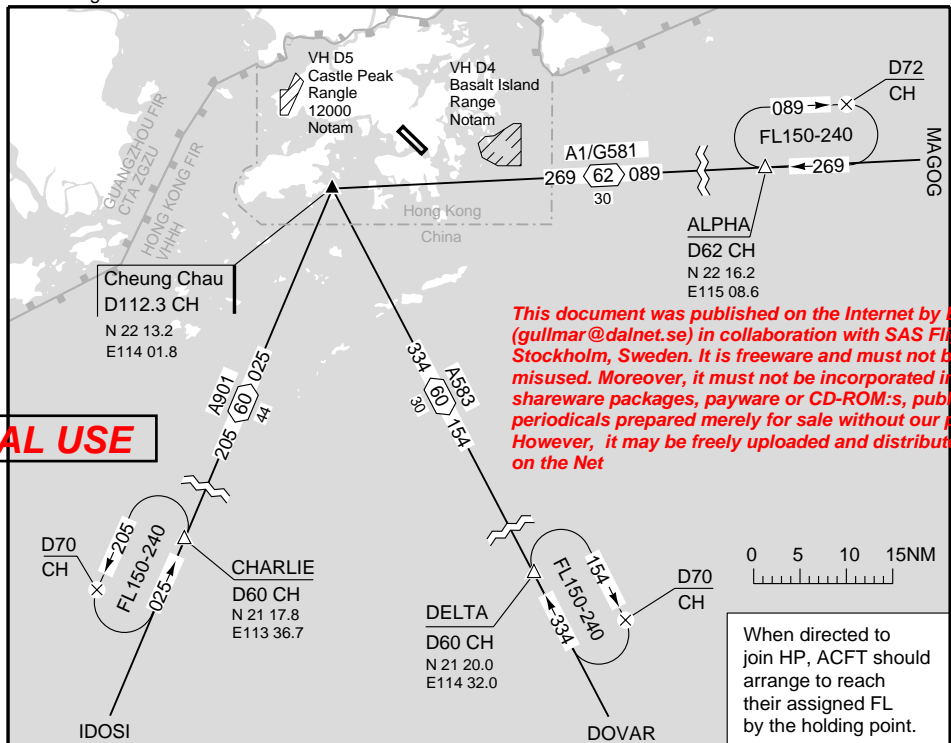 VH D5
Castle Peak
Rangle
12000
Notam
VH D4
Basalt Island
Range
Notam
D72
CH
089
FL150-240
269
MAGOG
A1/G581
269 62 089
30
GUANGZHOU FIR
CTA ZGZU
HONG KONG FIR
VHHH
Hong Kong
China
ALPHA
D62 CH
N 22 16.2
E115 08.6
Cheung Chau
D112.3 CH
N 22 13.2
E114 01.8
This document was published on the Internet by
(gullmar@dalnet.se) in collaboration with SAS
Stockholm, Sweden. It is freeware and must not
misused. Moreover, it must not be incorporated
shareware packages, payware or CD-ROM:s,
periodicals prepared merely for sale without our
However, it may be freely uploaded and
on the Net
A901
205 60 025
44
A583
334 60 154
30
AL USE
D70
CH
205
FL150-240
025
CHARLIE
D60 CH
N 21 17.8
E113 36.7
IDOSI
DELTA
D60 CH
N 21 20.0
E114 32.0
154
FL150-240
334
D70
CH
DOVAR
0 5 10 15NM
When directed to
join HP, ACFT should
arrange to reach
their assigned FL
by the holding point.